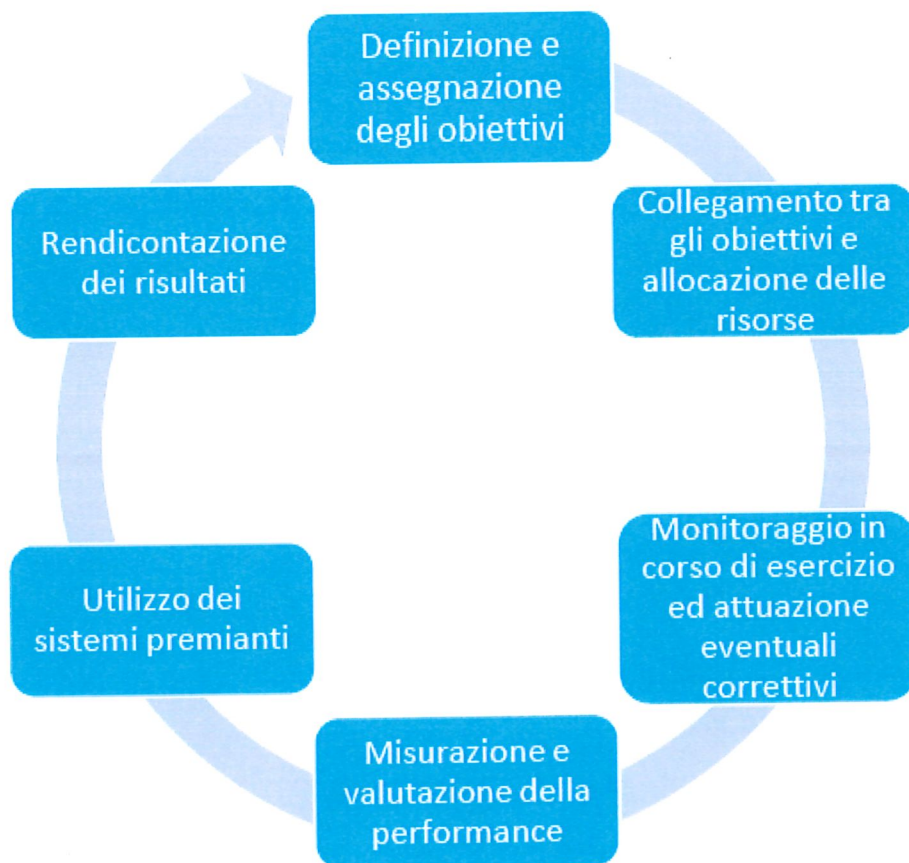 Definizione e
assegnazione
degli obiettivi
Collegamento tra
gli obiettivi e
allocazione delle
risorse
Monitoraggio in
corso di esercizio
ed attuazione
eventuali
correttivi
Misurazione e
valutazione della
performance
Utilizzo dei
sistemi premianti
Rendicontazione
dei risultati